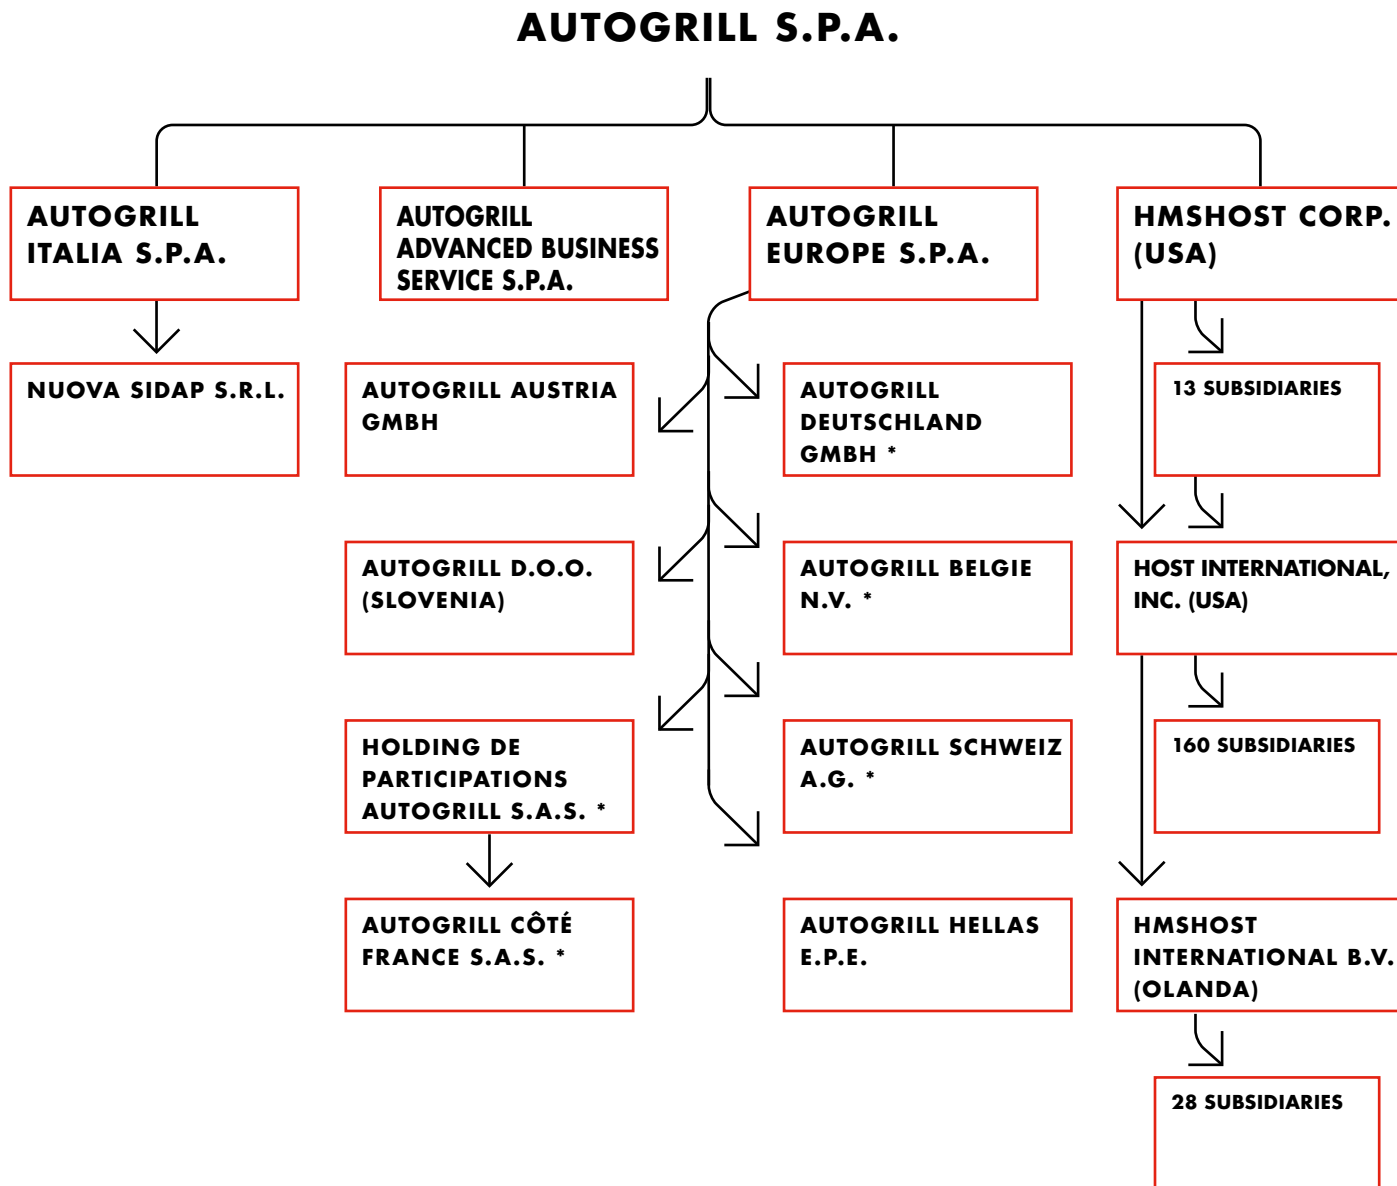 AUTOGRILL S.P.A.
AUTOGRILL
ITALIA S.P.A.
AUTOGRILL
ADVANCED BUSINESS
SERVICE S.P.A.
AUTOGRILL
EUROPE S.P.A.
HMSHOST CORP.
(USA)
NUOVA SIDAP S.R.L.
AUTOGRILL AUSTRIA
GMBH
AUTOGRILL
DEUTSCHLAND
GMBH *
13 SUBSIDIARIES
AUTOGRILL D.O.O.
(SLOVENIA)
AUTOGRILL BELGIE
N.V. *
HOST INTERNATIONAL,
INC. (USA)
HOLDING DE
PARTICIPATIONS
AUTOGRILL S.A.S. *
AUTOGRILL SCHWEIZ
A.G. *
160 SUBSIDIARIES
AUTOGRILL CÔTÉ
FRANCE S.A.S. *
AUTOGRILL HELLAS
E.P.E.
HMSHOST
INTERNATIONAL B.V.
(OLANDA)
28 SUBSIDIARIES